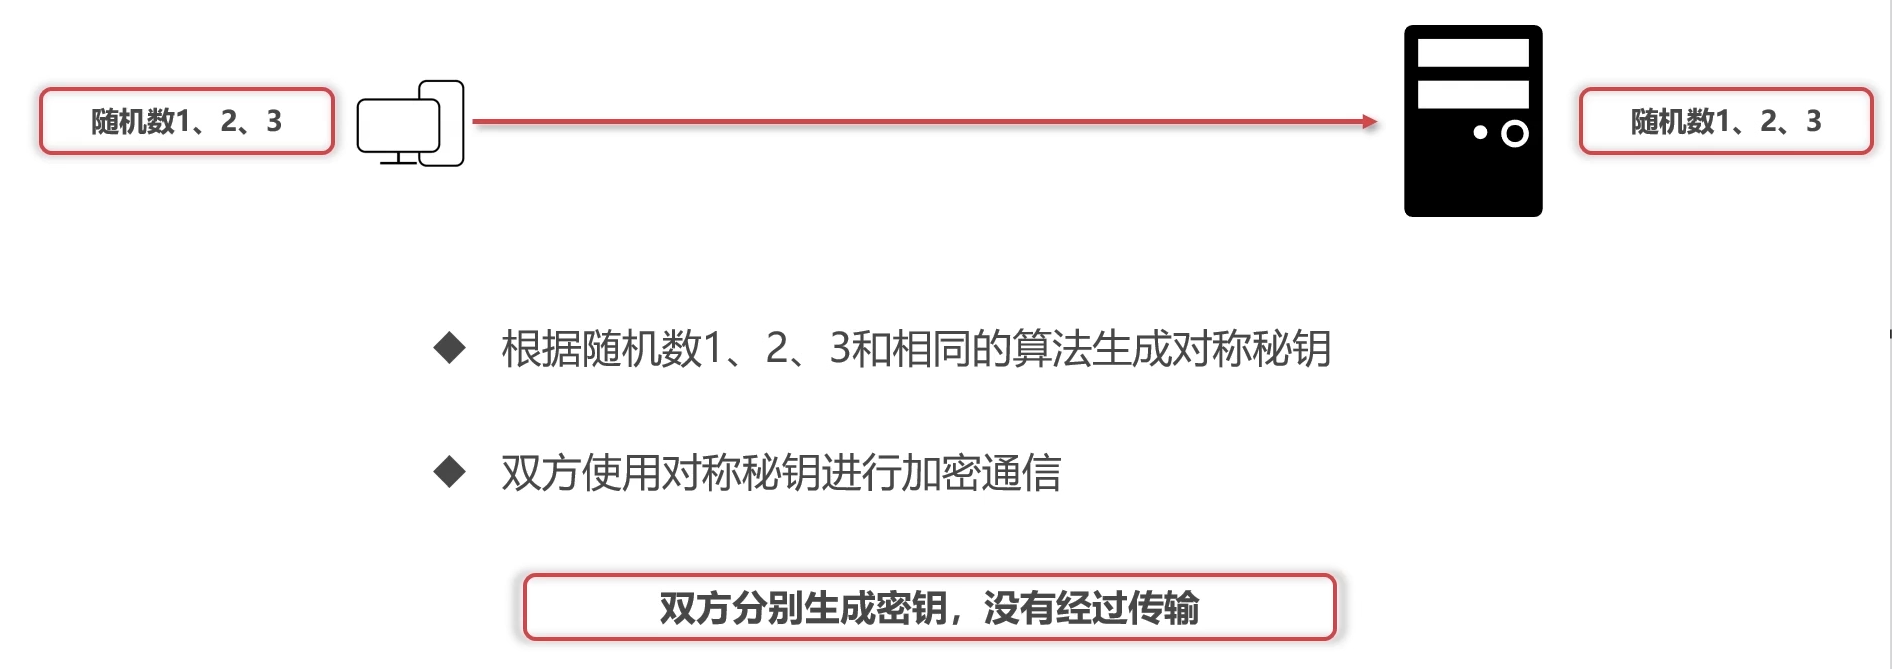 随机数1、2、3
随机数1、2、3
根据随机数1、2、3和相同的算法生成对称秘钥
双方使用对称秘钥进行加密通信
双方分别生成密钥，没有经过传输